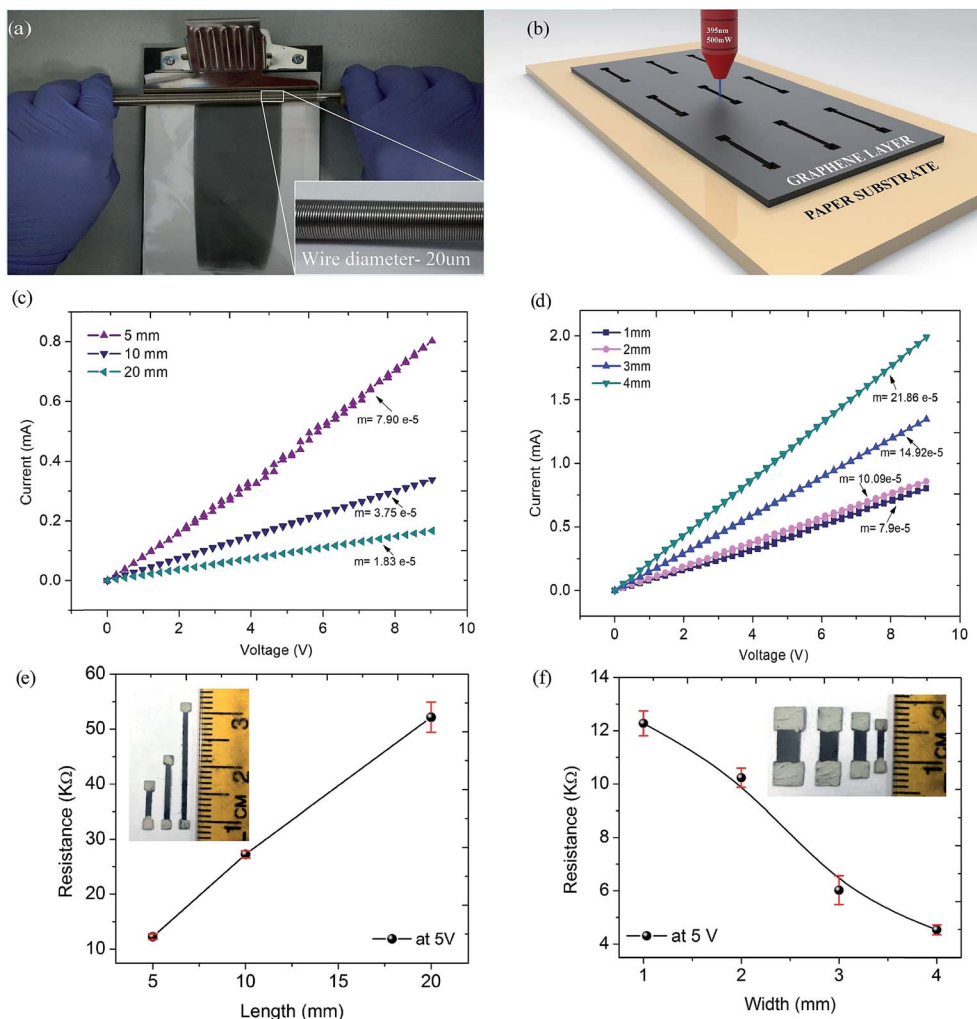 (a)
Wire diameter- 20um
(b)
395nm
500mW
GRAPHENE LAYER
PAPER SUBSTRATE
(c)
5 mm
10 mm
20 mm
m= 7.90 e-5
m= 3.75 e-5
m= 1.83 e-5
0.8
0.6
0.4
0.2
0.0
Current (mA)
0 2 4 6 8 10
Voltage (V)
(d)
1mm
2mm
3mm
4mm
m= 21.86 e-5
m= 14.92e-5
m= 10.09e-5
m= 7.9e-5
2.0
1.5
1.0
0.5
0.0
Current (mA)
0 2 4 6 8 10
Voltage (V)
(e)
60
50
40
30
20
10
Resistance (KΩ)
3
2
1 CM
at 5V
5 10 15 20
Length (mm)
(f)
14
12
10
8
6
4
Resistance (KΩ)
2
1 CM
at 5 V
1 2 3 4
Width (mm)